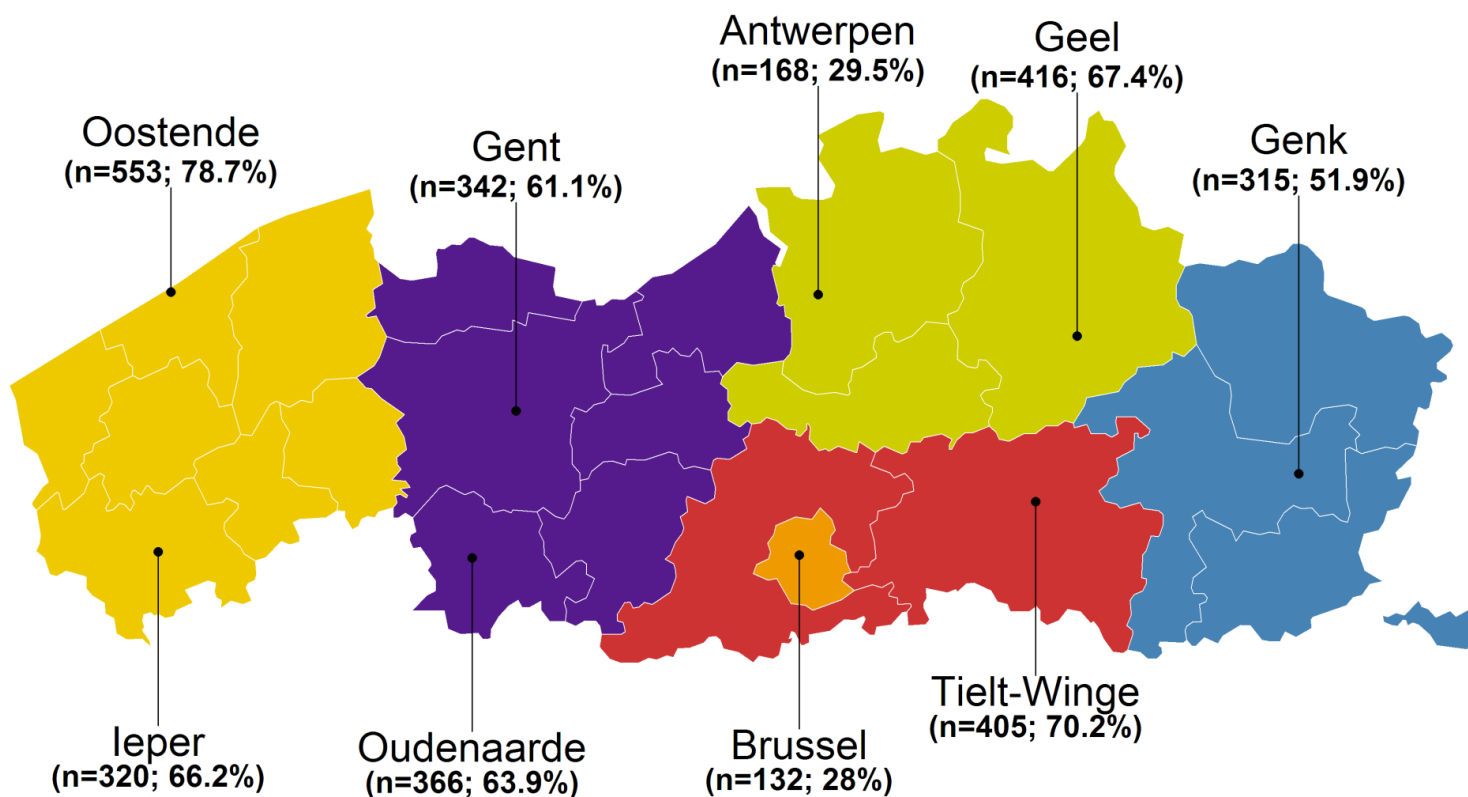 Antwerpen
(n=168; 29.5%)
Geel
(n=416; 67.4%)
Oostende
(n=553; 78.7%)
Gent
(n=342; 61.1%)
Genk
(n=315; 51.9%)
Ieper
(n=320; 66.2%)
Oudenaarde
(n=366; 63.9%)
Brussel
(n=132; 28%)
Tielt-Winge
(n=405; 70.2%)